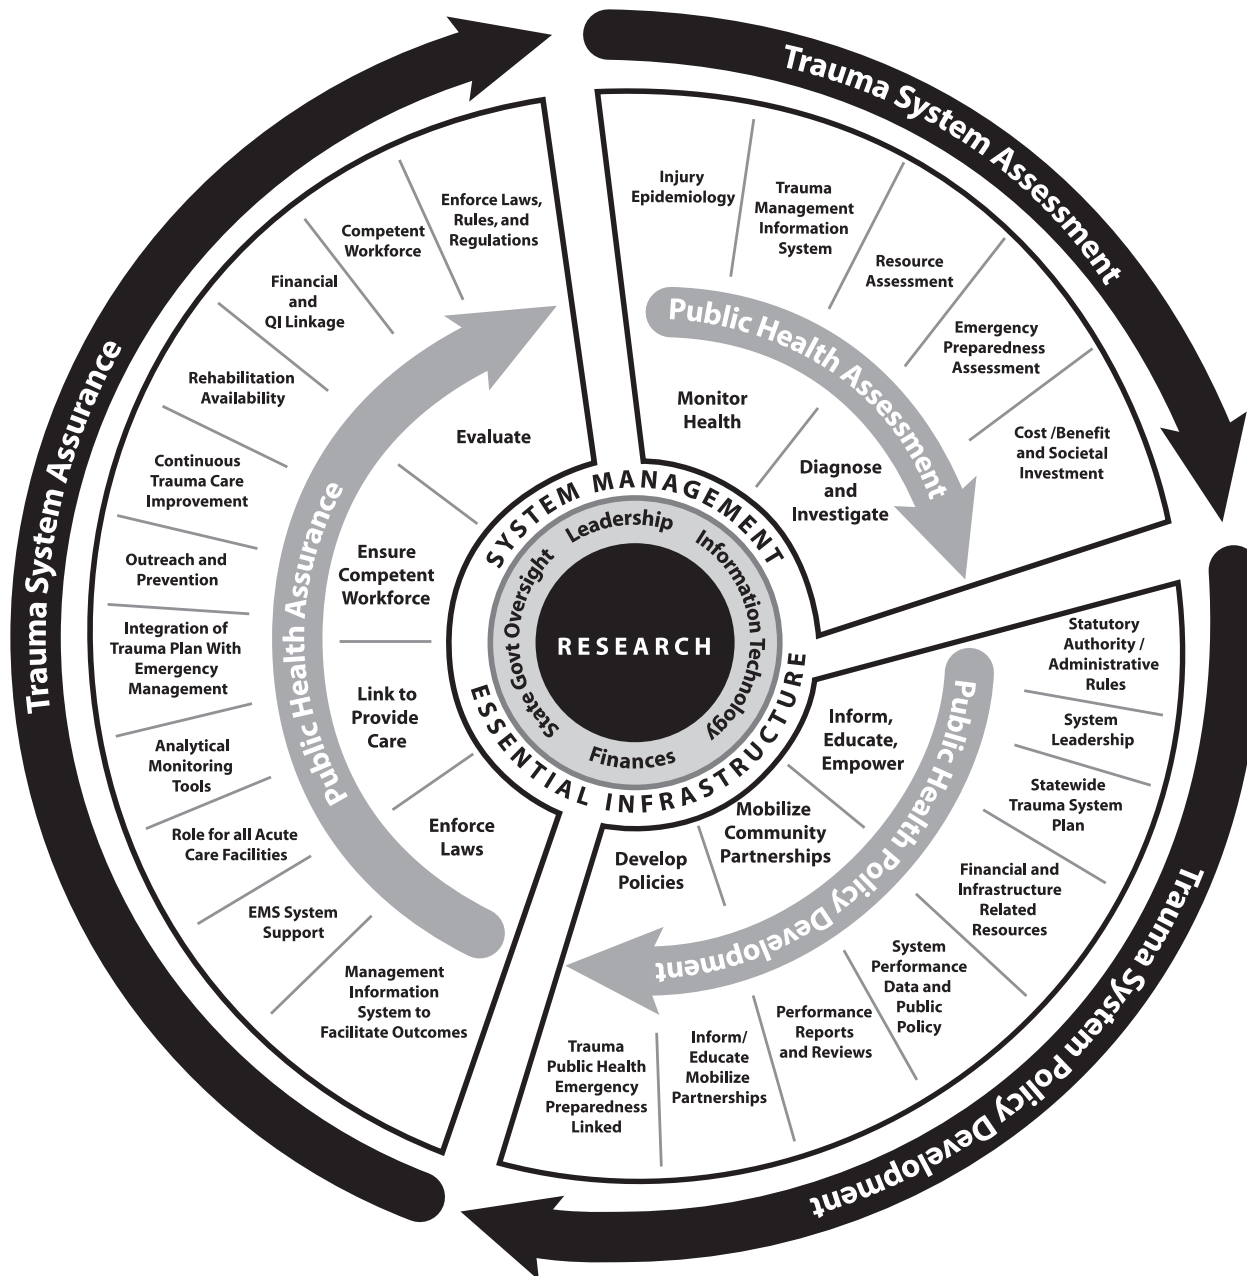 Trauma System Assessment
Injury
Epidemiology
Trauma
Management
Information
System
Resource
Assessment
Emergency
Preparedness
Assessment
Cost /Benefit
and Societal
Investment
Public Health Assessment
Monitor
Health
Diagnose
and
Investigate
Trauma System Policy Development
Statutory
Authority /
Administrative
Rules
System
Leadership
Statewide
Trauma System
Plan
Financial and
Infrastructure
Related
Resources
System
Performance
Data and
Public
Policy
Performance
Reports
and Reviews
Inform/
Educate
Mobilize
Partnerships
Trauma
Public Health
Emergency
Preparedness
Linked
Public Health Policy Development
Inform,
Educate,
Empower
Mobilize
Community
Partnerships
Develop
Policies
Trauma System Assurance
Management
Information
System to
Facilitate Outcomes
EMS System
Support
Role for all Acute
Care Facilities
Analytical
Monitoring
Tools
Integration of
Trauma Plan With
Emergency
Management
Outreach and
Prevention
Continuous
Trauma Care
Improvement
Rehabilitation
Availability
Financial
and
QI Linkage
Competent
Workforce
Enforce Laws,
Rules, and
Regulations
Public Health Assurance
Enforce
Laws
Link to
Provide
Care
Ensure
Competent
Workforce
Evaluate
SYSTEM MANAGEMENT
ESSENTIAL INFRASTRUCTURE
Leadership
Information Technology
Finances
State Govt Oversight
RESEARCH